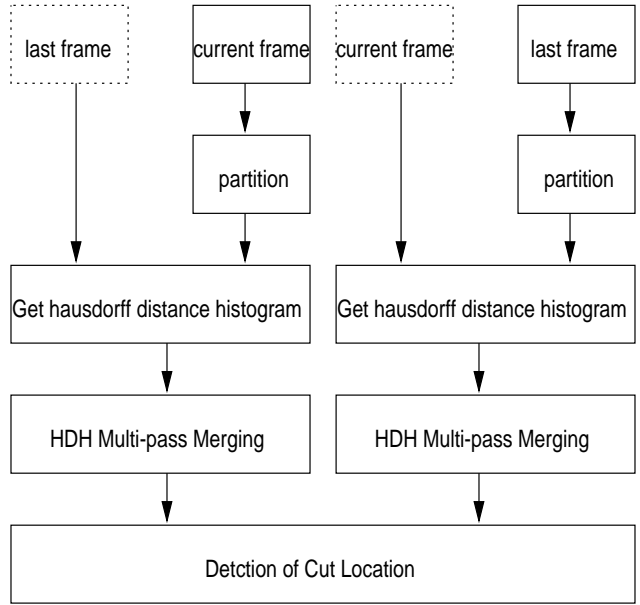 last frame
current frame
current frame
last frame
partition
partition
Get hausdorff distance histogram
Get hausdorff distance histogram
HDH Multi-pass Merging
HDH Multi-pass Merging
Detction of Cut Location